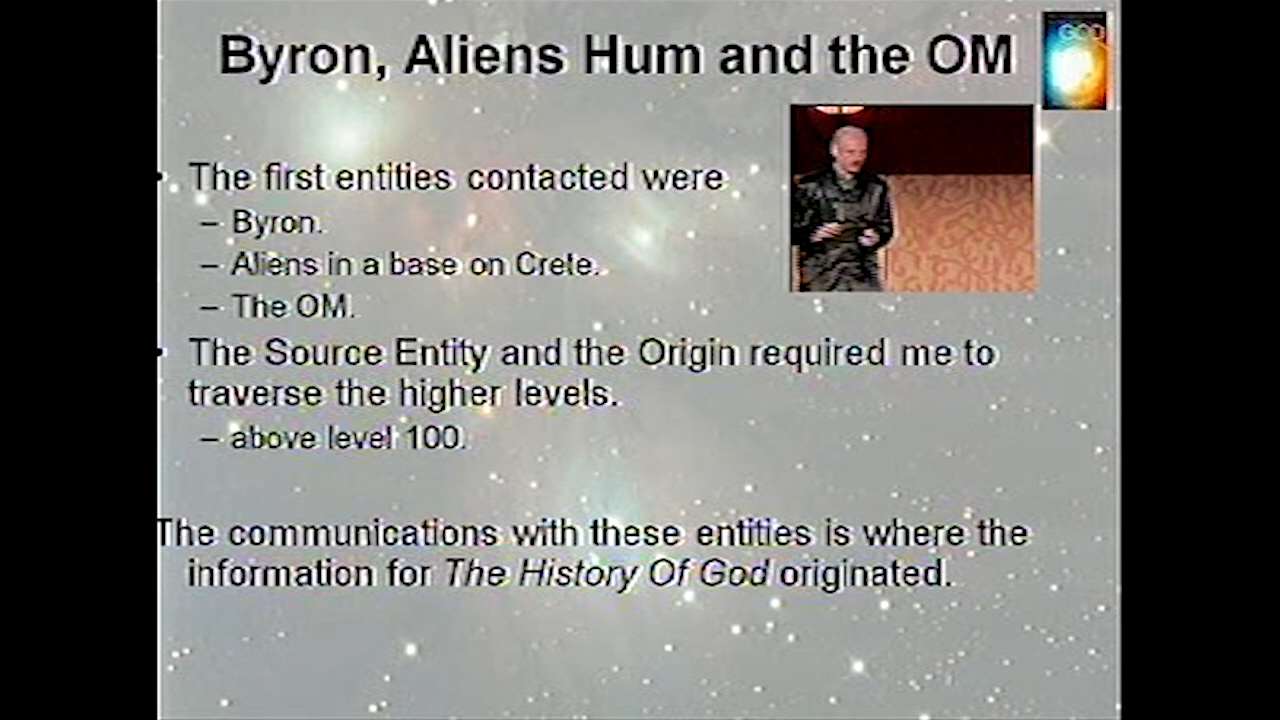 Byron, Aliens Hum and the OM
GOD
• The first entities contacted were
– Byron.
– Aliens in a base on Crete.
– The OM.
• The Source Entity and the Origin required me to
traverse the higher levels.
– above level 100.
The communications with these entities is where the
information for The History Of God originated.